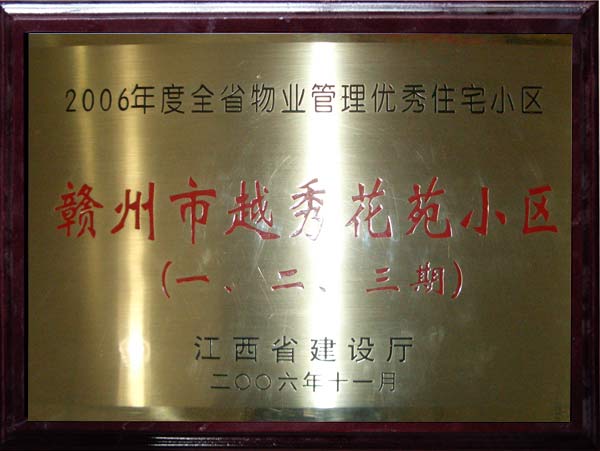 2006年度全省物业管理优秀住宅小区
赣州市越秀花苑小区
(一、二、三期)
江西省建设厅
二〇〇六年十一月